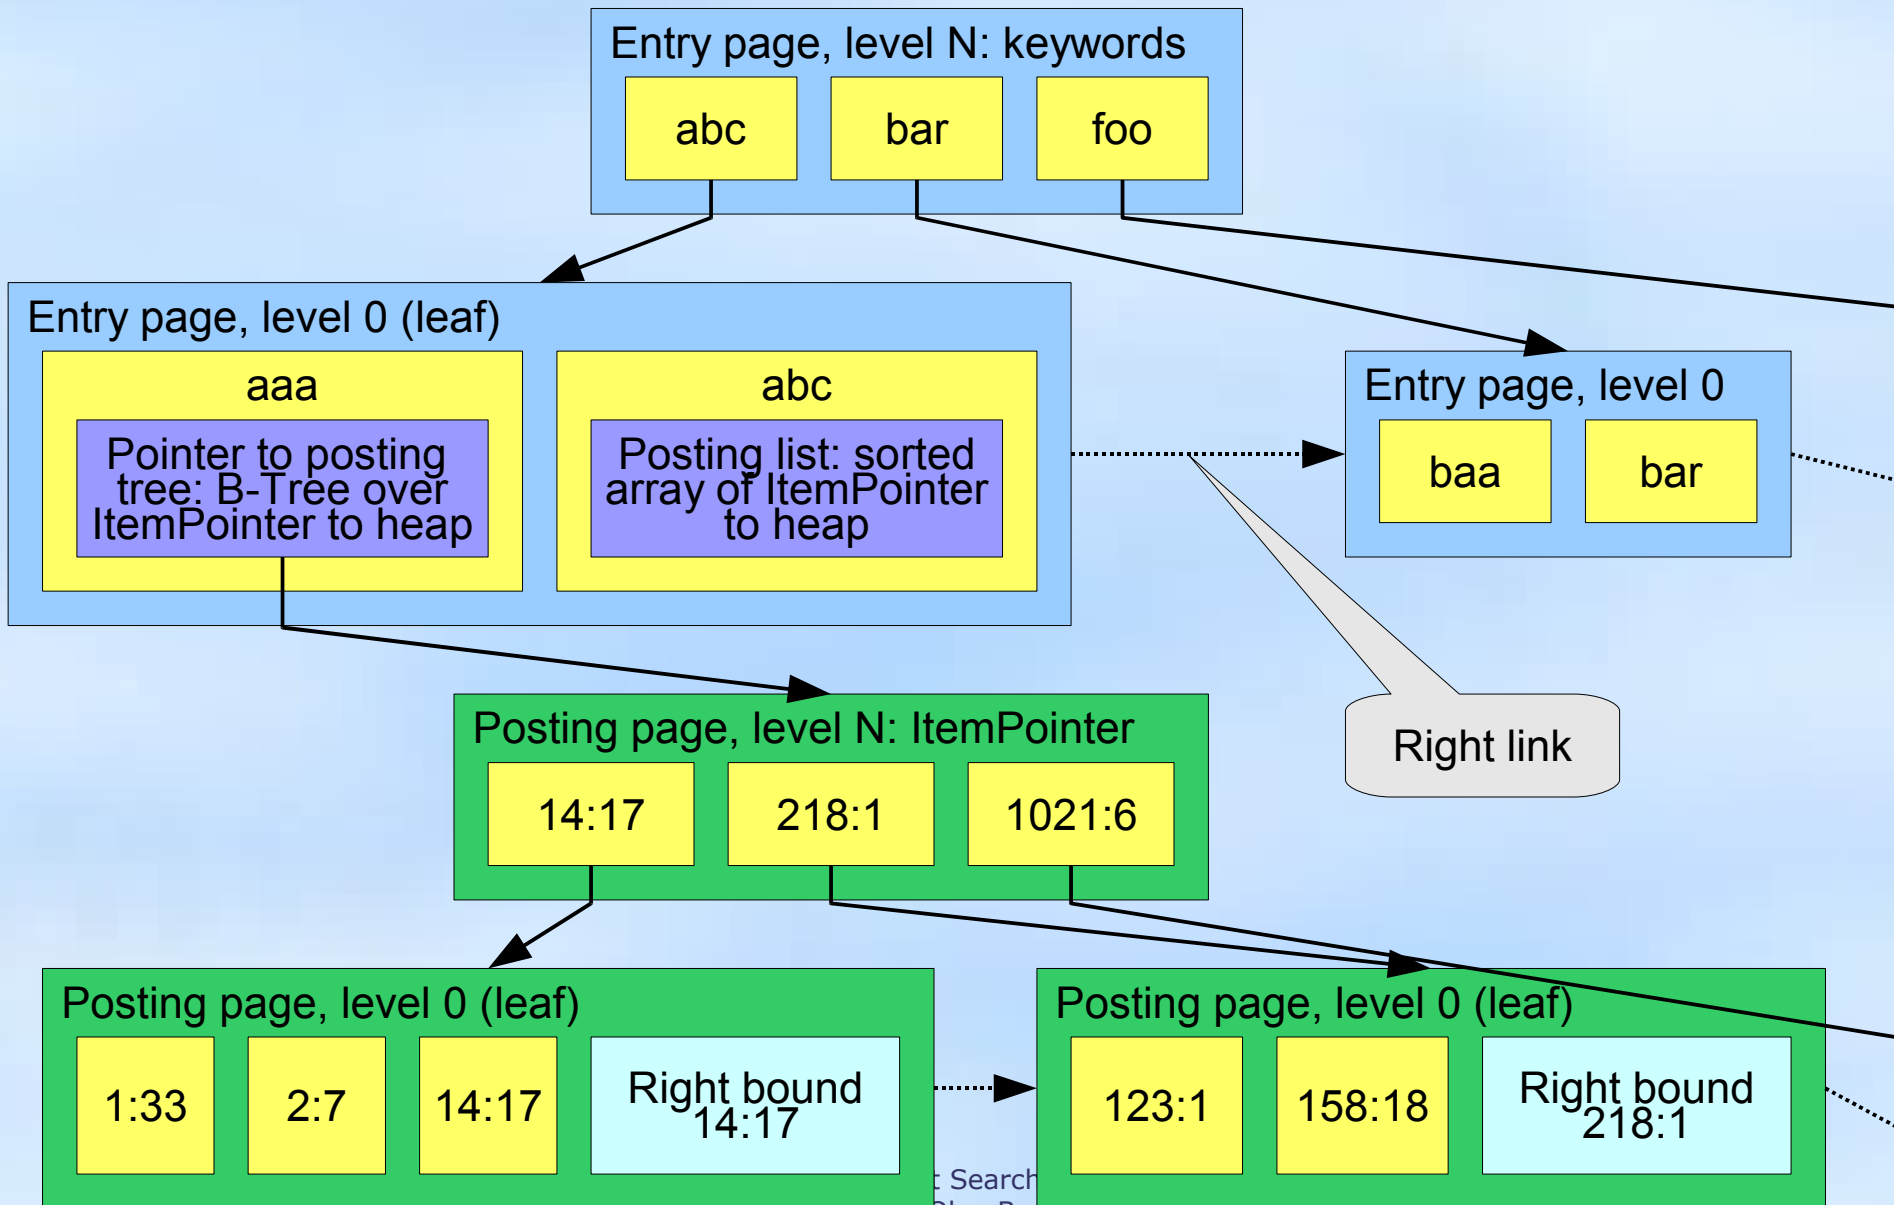 Entry page, level N: keywords
abc
bar
foo
Entry page, level 0 (leaf)
aaa
Pointer to posting
tree: B-Tree over
ItemPointer to heap
abc
Posting list: sorted
array of ItemPointer
to heap
Entry page, level 0
baa
bar
Right link
Posting page, level N: ItemPointer
14:17
218:1
1021:6
Posting page, level 0 (leaf)
1:33
2:7
14:17
Right bound
14:17
Posting page, level 0 (leaf)
123:1
158:18
Right bound
218:1
Search